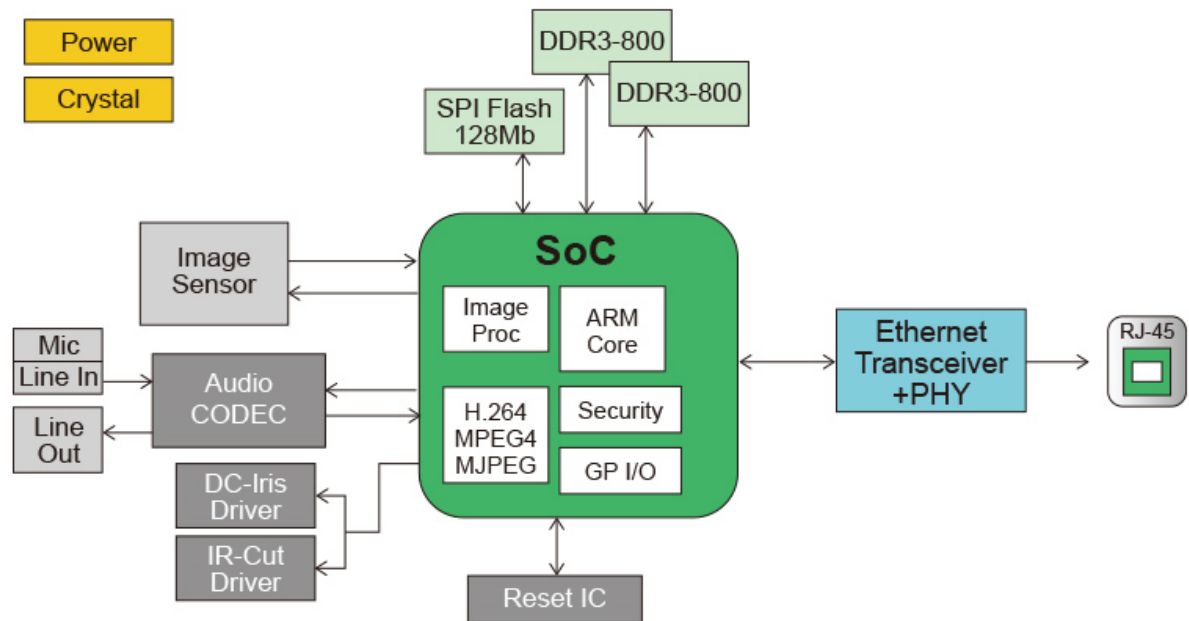 Power
Crystal
DDR3-800
DDR3-800
SPI Flash
128Mb
SoC
Image
Sensor
Image
Proc
ARM
Core
Ethernet
Transceiver
+PHY
RJ-45
Mic
Line In
Audio
CODEC
Line
Out
H.264
MPEG4
MJPEG
Security
GP I/O
DC-Iris
Driver
IR-Cut
Driver
Reset IC